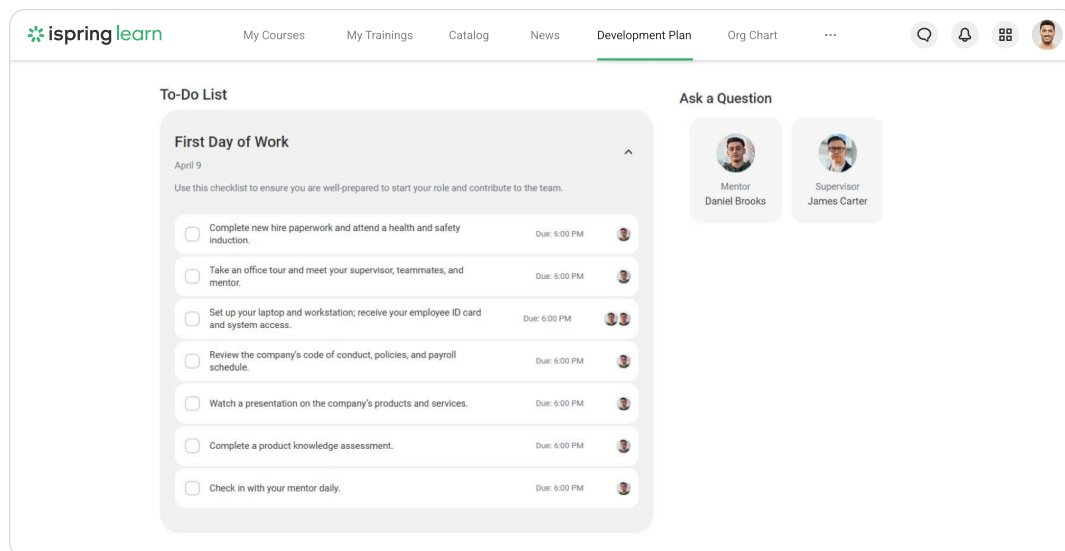 ispring learn
My Courses
My Trainings
Catalog
News
Development Plan
Org Chart
...
To-Do List
First Day of Work
April 9
Use this checklist to ensure you are well-prepared to start your role and contribute to the team.
Complete new hire paperwork and attend a health and safety
induction.
Due: 6:00 PM
Take an office tour and meet your supervisor, teammates, and
mentor.
Due: 6:00 PM
Set up your laptop and workstation; receive your employee ID card
and system access.
Due: 6:00 PM
Review the company's code of conduct, policies, and payroll
schedule.
Due: 6:00 PM
Watch a presentation on the company's products and services.
Due: 6:00 PM
Complete a product knowledge assessment.
Due: 6:00 PM
Check in with your mentor daily.
Due: 6:00 PM
Ask a Question
Mentor
Daniel Brooks
Supervisor
James Carter